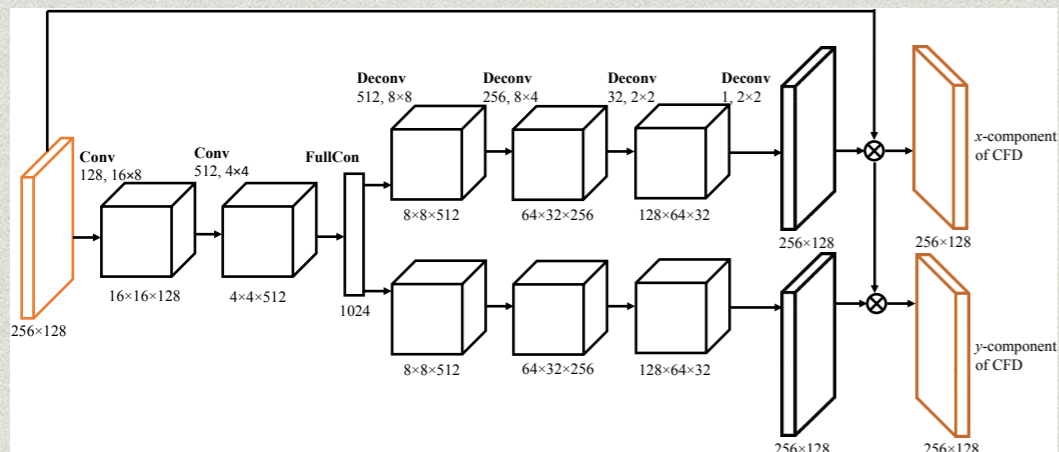 Deconv
512, 8×8
Deconv
256, 8×4
Deconv
32, 2×2
Deconv
1, 2×2
Conv
128, 16×8
Conv
512, 4×4
FullCon
x-component
of CFD
8×8×512
64×32×256
128×64×32
256×128
256×128
16×16×128
4×4×512
1024
256×128
8×8×512
64×32×256
128×64×32
y-component
of CFD
256×128
256×128